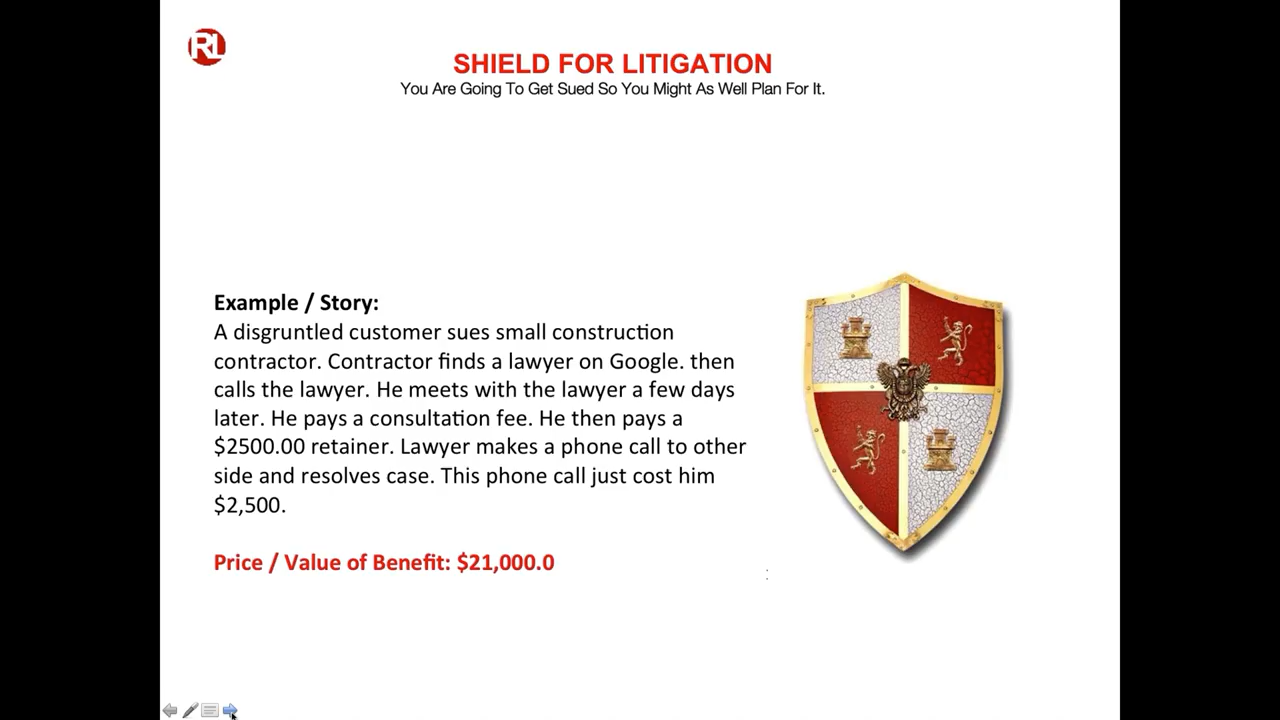 RL
SHIELD FOR LITIGATION
You Are Going To Get Sued So You Might As Well Plan For It.
Example / Story:
A disgruntled customer sues small construction
contractor. Contractor finds a lawyer on Google. then
calls the lawyer. He meets with the lawyer a few days
later. He pays a consultation fee. He then pays a
$2500.00 retainer. Lawyer makes a phone call to other
side and resolves case. This phone call just cost him
$2,500.
Price / Value of Benefit: $21,000.0